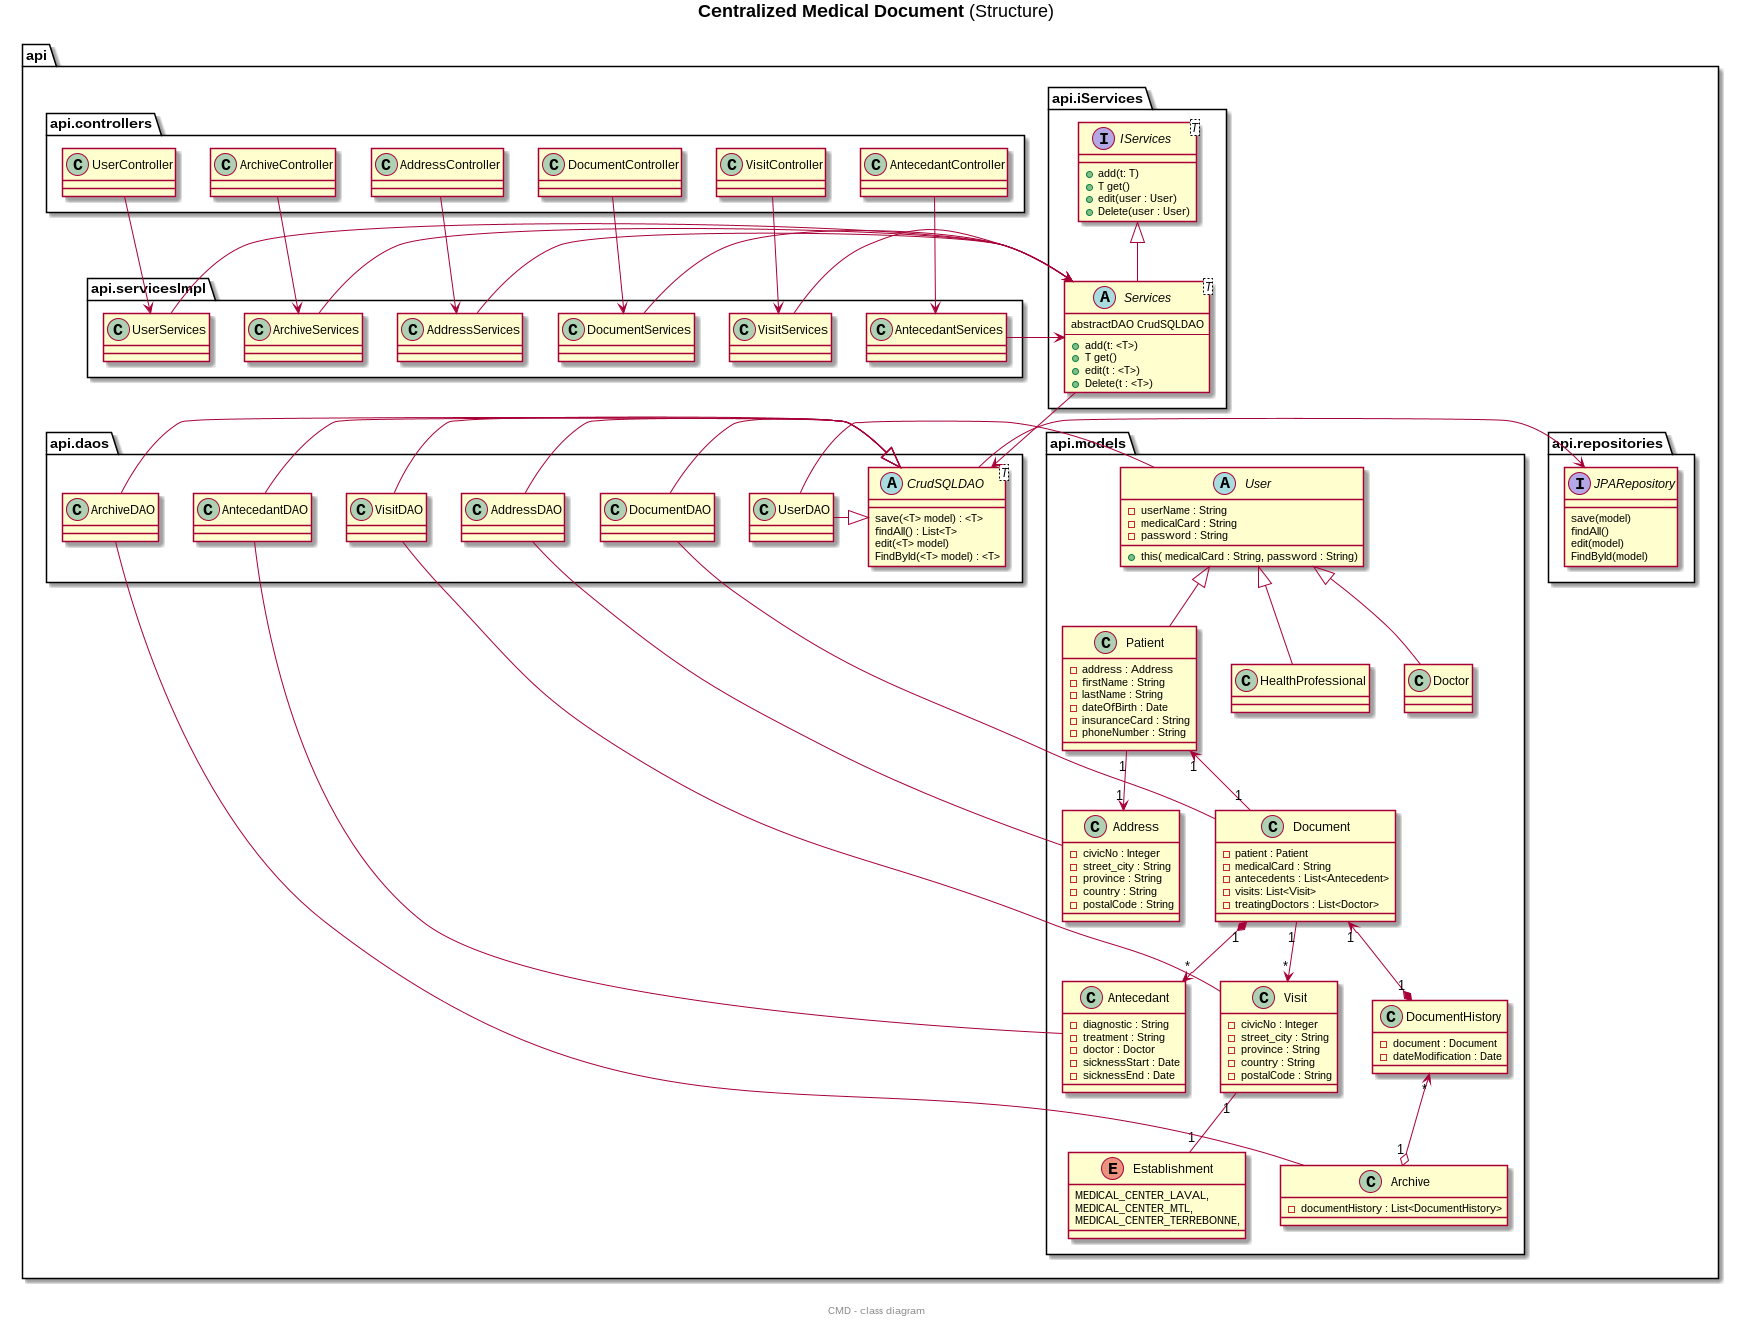 Centralized Medical Document (Structure)
api
api.controllers
C UserController
C ArchiveController
C AddressController
C DocumentController
C VisitController
C AntecedantController
api.iServices
I IServices T
add(t: T)
T get()
edit(user : User)
Delete(user : User)
A Services T
abstractDAO CrudSQLDAO
add(t: <T>)
T get()
edit(t : <T>)
Delete(t : <T>)
api.servicesImpl
C UserServices
C ArchiveServices
C AddressServices
C DocumentServices
C VisitServices
C AntecedantServices
api.daos
C ArchiveDAO
C AntecedantDAO
C VisitDAO
C AddressDAO
C DocumentDAO
C UserDAO
A CrudSQLDAO T
save(<T> model) : <T>
findAll() : List<T>
edit(<T> model)
FindById(<T> model) : <T>
api.models
A User
userName : String
medicalCard : String
password : String
this( medicalCard : String, password : String)
api.repositories
I JPARepository
save(model)
findAll()
edit(model)
FindById(model)
C Patient
address : Address
firstName : String
lastName : String
dateOfBirth : Date
insuranceCard : String
phoneNumber : String
C HealthProfessional
C Doctor
1
1
1
1
C Address
civicNo : Integer
street_city : String
province : String
country : String
postalCode : String
C Document
patient : Patient
medicalCard : String
antecedents : List<Antecedent>
visits: List<Visit>
treatingDoctors : List<Doctor>
1
1
1
*
*
1
C Antecedant
diagnostic : String
treatment : String
doctor : Doctor
sicknessStart : Date
sicknessEnd : Date
C Visit
civicNo : Integer
street_city : String
province : String
country : String
postalCode : String
C DocumentHistory
document : Document
dateModification : Date
1
*
1
1
E Establishment
MEDICAL_CENTER_LAVAL,
MEDICAL_CENTER_MTL,
MEDICAL_CENTER_TERREBONNE,
C Archive
documentHistory : List<DocumentHistory>
CMD - class diagram